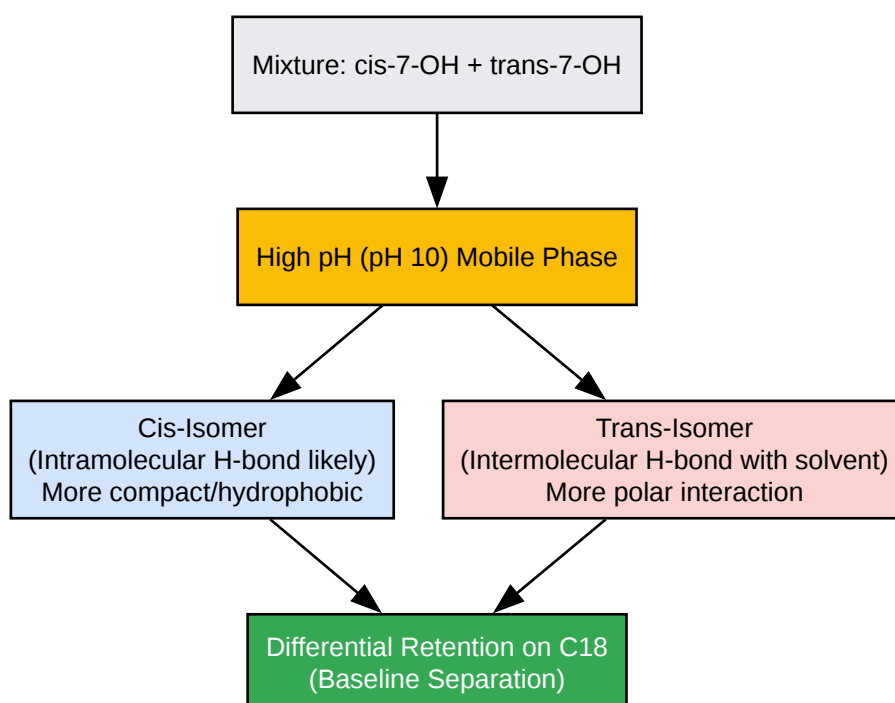 Mixture: cis-7-OH + trans-7-OH
High pH (pH 10) Mobile Phase
Cis-Isomer
(Intramolecular H-bond likely)
More compact/hydrophobic
Trans-Isomer
(Intermolecular H-bond with solvent)
More polar interaction
Differential Retention on C18
(Baseline Separation)